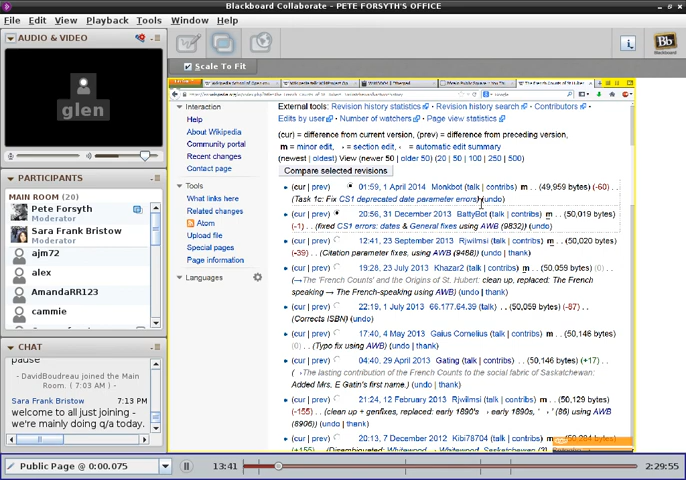 Blackboard Collaborate - PETE FORSYTH'S OFFICE
File Edit View Playback Tools Window Help
AUDIO & VIDEO
Scale To Fit
Bb
glen
PARTICIPANTS
MAIN ROOM (20)
Pete Forsyth
Sara Frank Bristow
ajm72
alex
AmandaRR123
cammie
CHAT
pause
- DavidBoudreau joined the Main
Room. ( 7:03 AM ) -
Sara Frank Bristow 7:13 PM
welcome to all just joining -
we're mainly doing q/a today.
Interaction
Help
About Wikipedia
Community portal
Recent changes
Contact page
Tools
What links here
Related changes
Atom
Upload file
Special pages
Page information
Languages
External tools: Revision history statistics · Revision history search · Contributors ·
Edits by user · Number of watchers · Page view statistics
(cur) = difference from current version, (prev) = difference from preceding version,
m = minor edit, → = section edit, ← = automatic edit summary
(newest | oldest) View (newer 50 | older 50) (20 | 50 | 100 | 250 | 500)
Compare selected revisions
(cur | prev) 01:59, 1 April 2014 Monkbot (talk | contribs) m . . (49,959 bytes) (-60) . .
(Task 1c: Fix CS1 deprecated date parameter errors) (undo)
(cur | prev) 20:56, 31 December 2013 BattyBot (talk | contribs) m . . (50,019 bytes)
(-1) . . (fixed CS1 errors: dates & General fixes using AWB (9832)) (undo)
(cur | prev) 12:41, 23 September 2013 Rjwilmsi (talk | contribs) m . . (50,020 bytes)
(-39) . . (Citation parameter fixes, using AWB (9488)) (undo)
(cur | prev) 19:28, 23 July 2013 Khazar2 (talk | contribs) m . . (50,059 bytes) (0) . .
(→The 'French Counts' and the Origins of St. Hubert: clean up, replaced: The French
speaking → The French-speaking using AWB) (undo | thank)
(cur | prev) 22:19, 1 July 2013 66.177.64.39 (talk) . . (50,059 bytes) (-87) . .
(Corrects ISBN) (undo)
(cur | prev) 17:40, 4 May 2013 Gaius Cornelius (talk | contribs) m . . (50,146 bytes)
(0) . . (Typo fix using AWB) (undo | thank)
(cur | prev) 04:40, 29 April 2013 Gating (talk | contribs) . . (50,146 bytes) (+17) . .
(→The lasting contribution of the French Counts to the social fabric of Saskatchewan:
Added Mrs. E Gatin's first name.) (undo | thank)
(cur | prev) 21:24, 12 February 2013 Rjwilmsi (talk | contribs) m . . (50,129 bytes)
(-155) . . (clean up + genfixes, replaced: early 1890's → early 1890s, ' → ' (86) using AWB
(8906)) (undo | thank)
(cur | prev) 20:13, 7 December 2012 Kibi78704 (talk | contribs) m . . (50,284 bytes)
Public Page @ 0:00.075
13:41
2:29:55